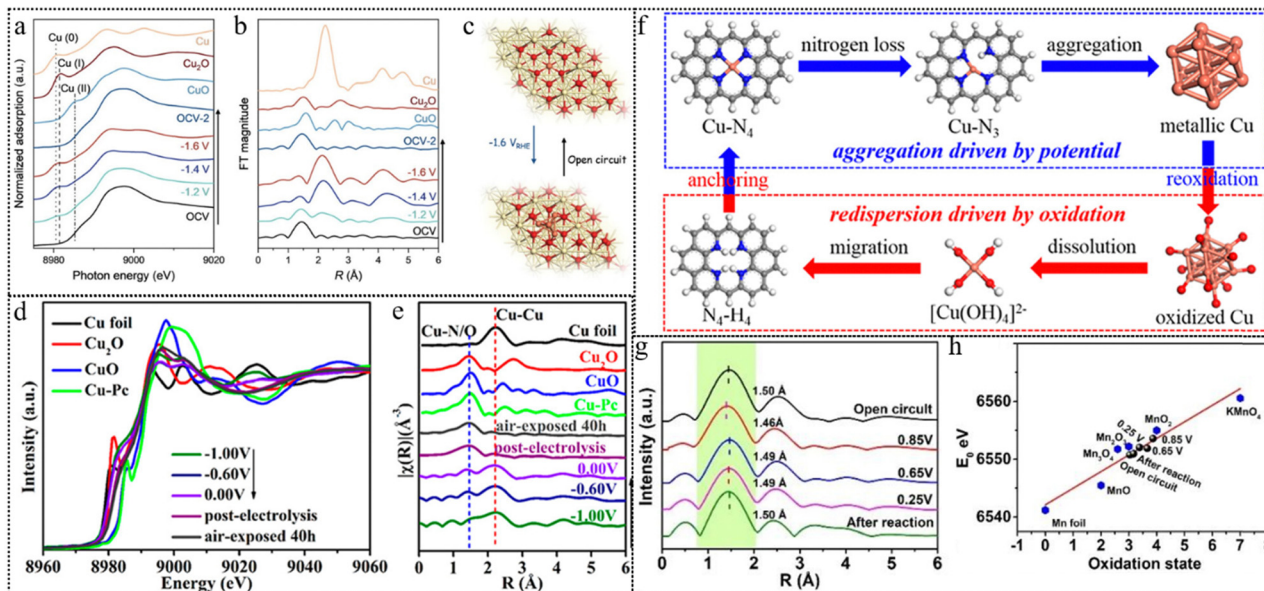 a
Cu (0)
Cu (I)
Cu (II)
Cu
Cu2O
CuO
OCV-2
-1.6 V
-1.4 V
-1.2 V
OCV
Normalized adsorption (a.u.)
8980 9000 9020
Photon energy (eV)
b
Cu
Cu2O
CuO
OCV-2
-1.6 V
-1.4 V
-1.2 V
OCV
FT magnitude
0 1 2 3 4 5 6
R (Å)
c
-1.6 VRHE
Open circuit
d
Cu foil
Cu2O
CuO
Cu-Pc
-1.00V
-0.60V
0.00V
post-electrolysis
air-exposed 40h
Intensity (a.u.)
8960 8980 9000 9020 9040 9060
Energy (eV)
e
Cu-Cu
Cu-N/O
Cu foil
Cu2O
CuO
Cu-Pc
air-exposed 40h
post-electrolysis
0.00V
-0.60V
-1.00V
|χ(R)|(Å-3)
0 1 2 3 4 5 6
R (Å)
f
nitrogen loss
aggregation
Cu-N4
Cu-N3
metallic Cu
aggregation driven by potential
anchoring
reoxidation
redispersion driven by oxidation
migration
dissolution
N4-H4
[Cu(OH)4]2-
oxidized Cu
g
1.50 Å
Open circuit
1.46Å
0.85V
1.49 Å
0.65V
1.49 Å
0.25V
1.50 Å
After reaction
Intensity (a.u.)
0 1 2 3 4 5 6
R (Å)
h
KMnO4
MnO2
0.25 V
0.85 V
0.65 V
After reaction
Open circuit
MnO
Mn foil
E0 eV
6560
6550
6540
-1 0 1 2 3 4 5 6 7 8
Oxidation state